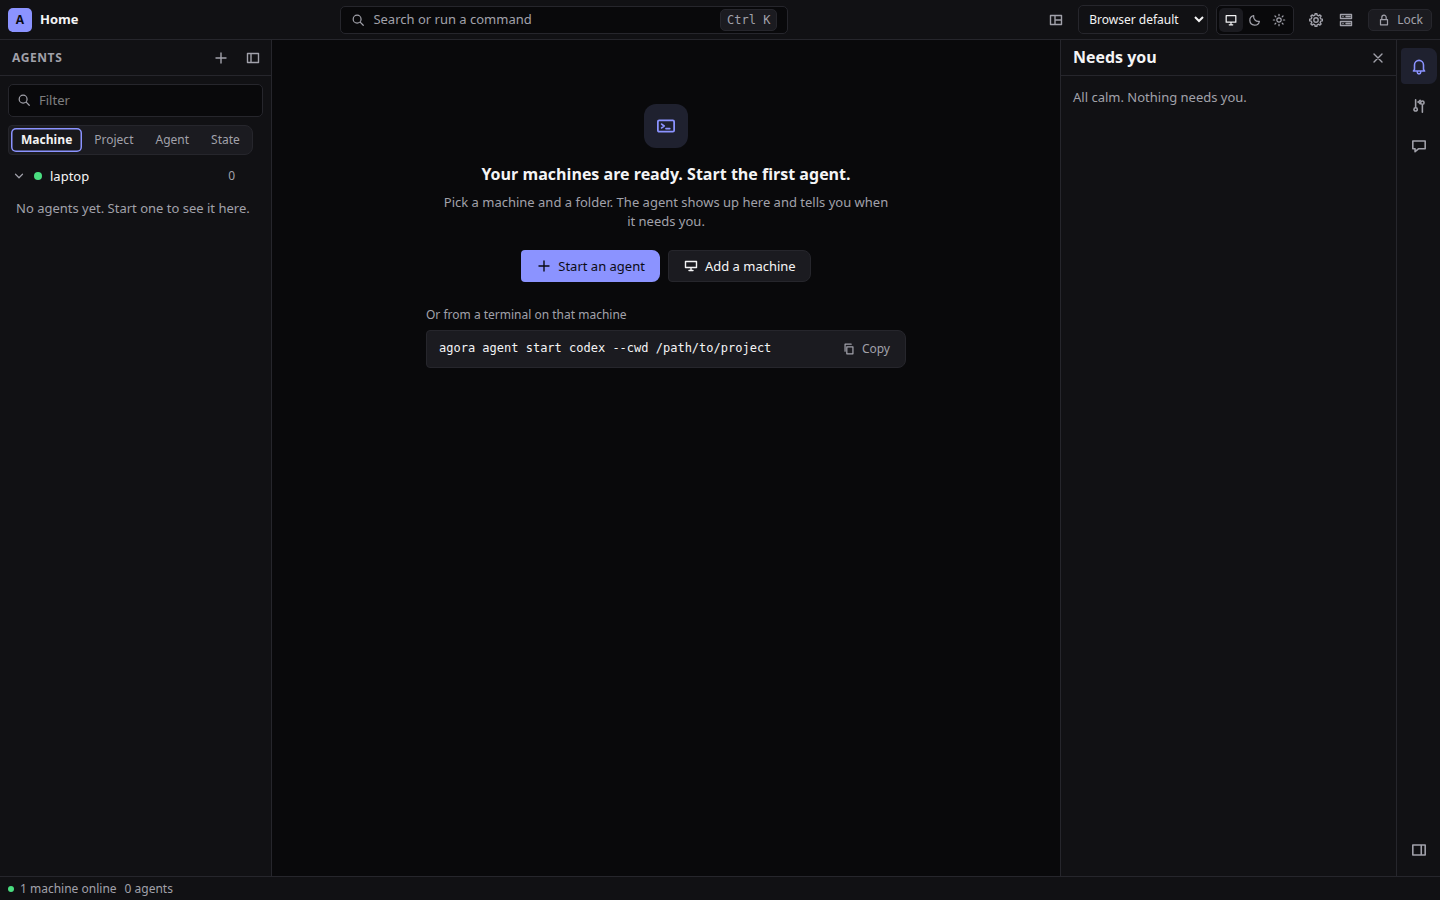 A Home
Search or run a command Ctrl K
Browser default
Lock
AGENTS
Filter
Machine Project Agent State
laptop 0
No agents yet. Start one to see it here.
Your machines are ready. Start the first agent.
Pick a machine and a folder. The agent shows up here and tells you when
it needs you.
Start an agent
Add a machine
Or from a terminal on that machine
agora agent start codex --cwd /path/to/project
Copy
Needs you
All calm. Nothing needs you.
1 machine online 0 agents